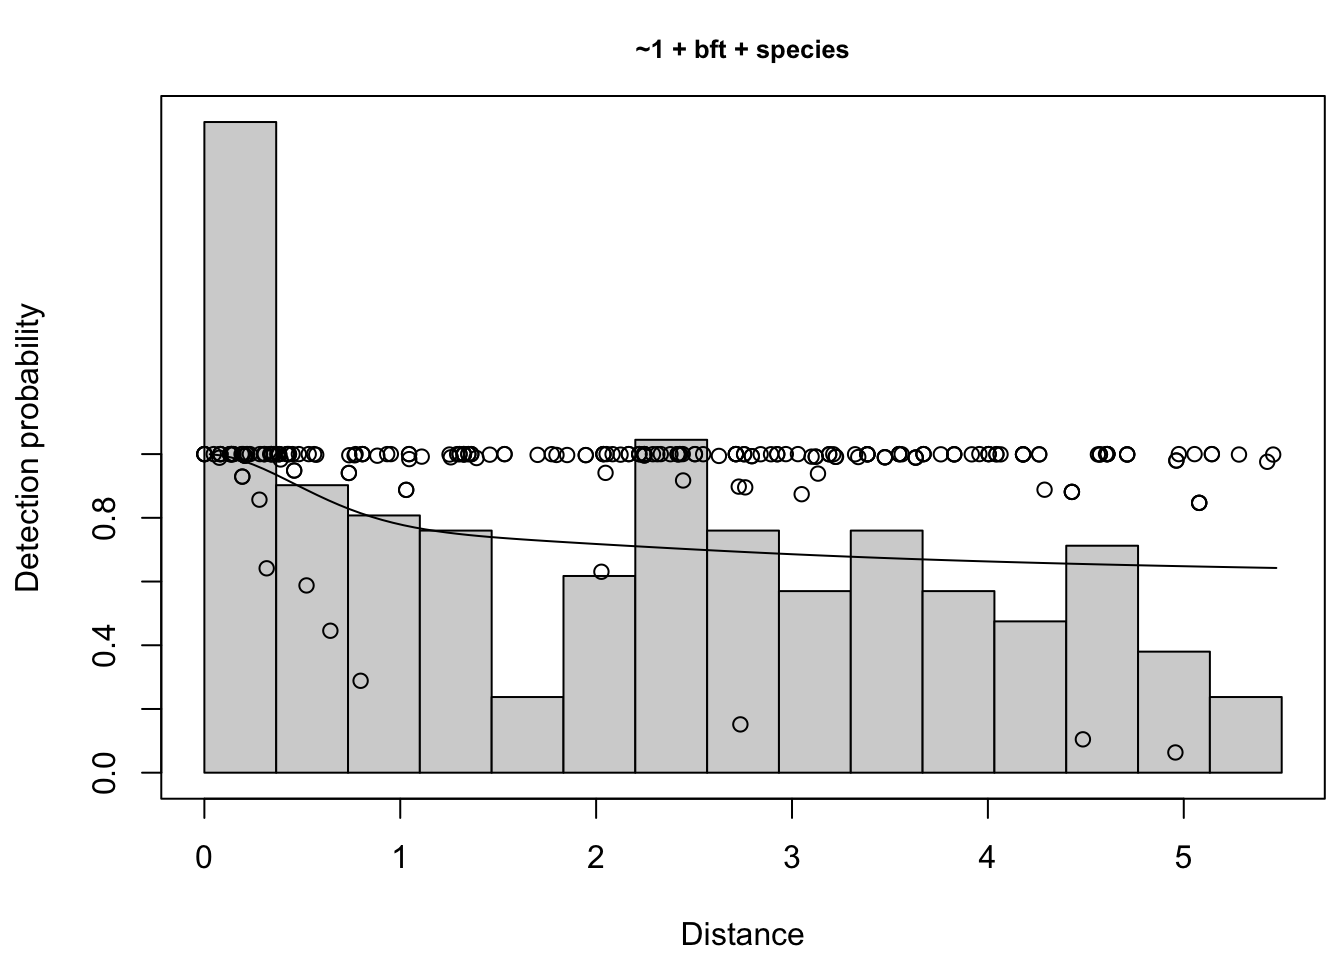 ~1 + bft + species
Detection probability
0.8
0.4
0.0
0 1 2 3 4 5
Distance